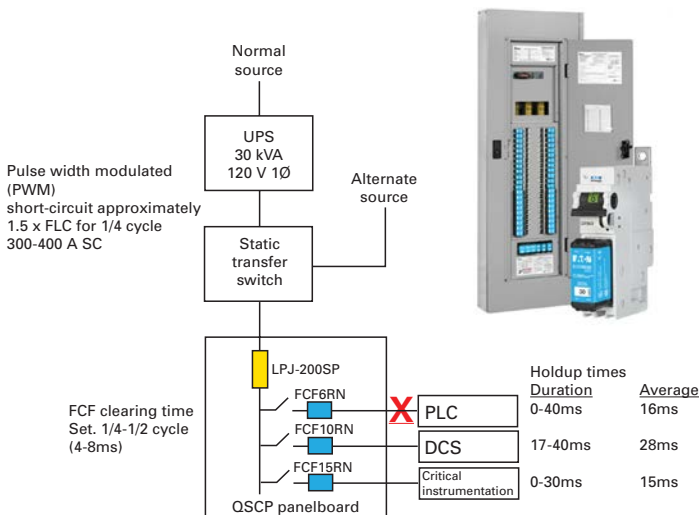 Normal
source
UPS
30 kVA
120 V 1Ø
Pulse width modulated
(PWM)
short-circuit approximately
1.5 x FLC for 1/4 cycle
300-400 A SC
Alternate
source
Static
transfer
switch
LPJ-200SP
FCF clearing time
Set. 1/4-1/2 cycle
(4-8ms)
FCF6RN
X
PLC
FCF10RN
DCS
FCF15RN
Critical
instrumentation
QSCP panelboard
Holdup times
Duration Average
0-40ms 16ms
17-40ms 28ms
0-30ms 15ms
E·T·N
30